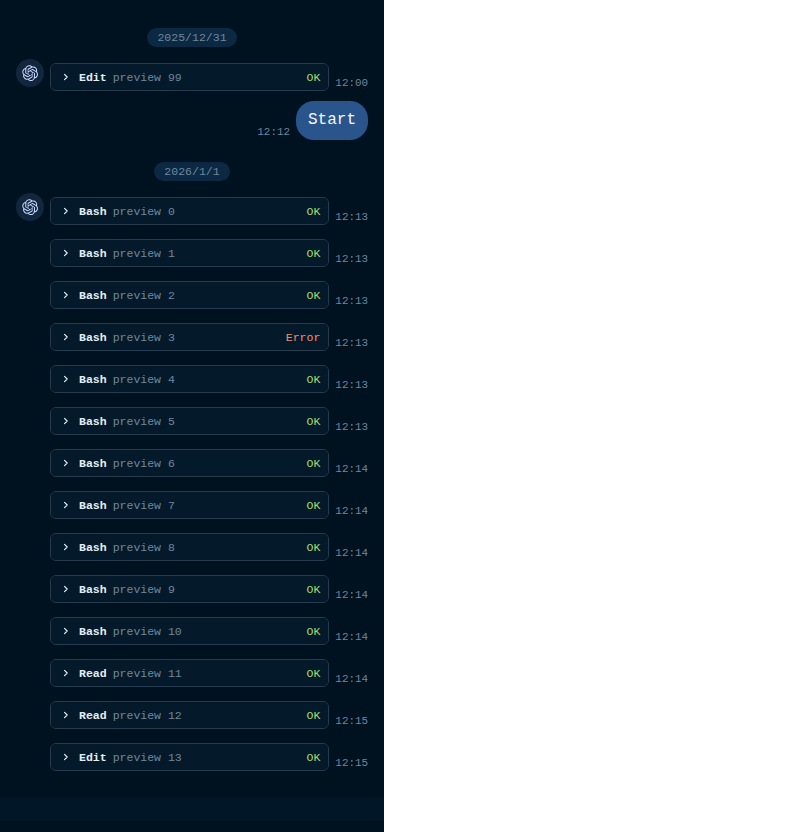 2025/12/31
Edit preview 99 OK 12:00
Start
12:12
2026/1/1
Bash preview 0 OK 12:13
Bash preview 1 OK 12:13
Bash preview 2 OK 12:13
Bash preview 3 Error 12:13
Bash preview 4 OK 12:13
Bash preview 5 OK 12:13
Bash preview 6 OK 12:14
Bash preview 7 OK 12:14
Bash preview 8 OK 12:14
Bash preview 9 OK 12:14
Bash preview 10 OK 12:14
Read preview 11 OK 12:14
Read preview 12 OK 12:15
Edit preview 13 OK 12:15